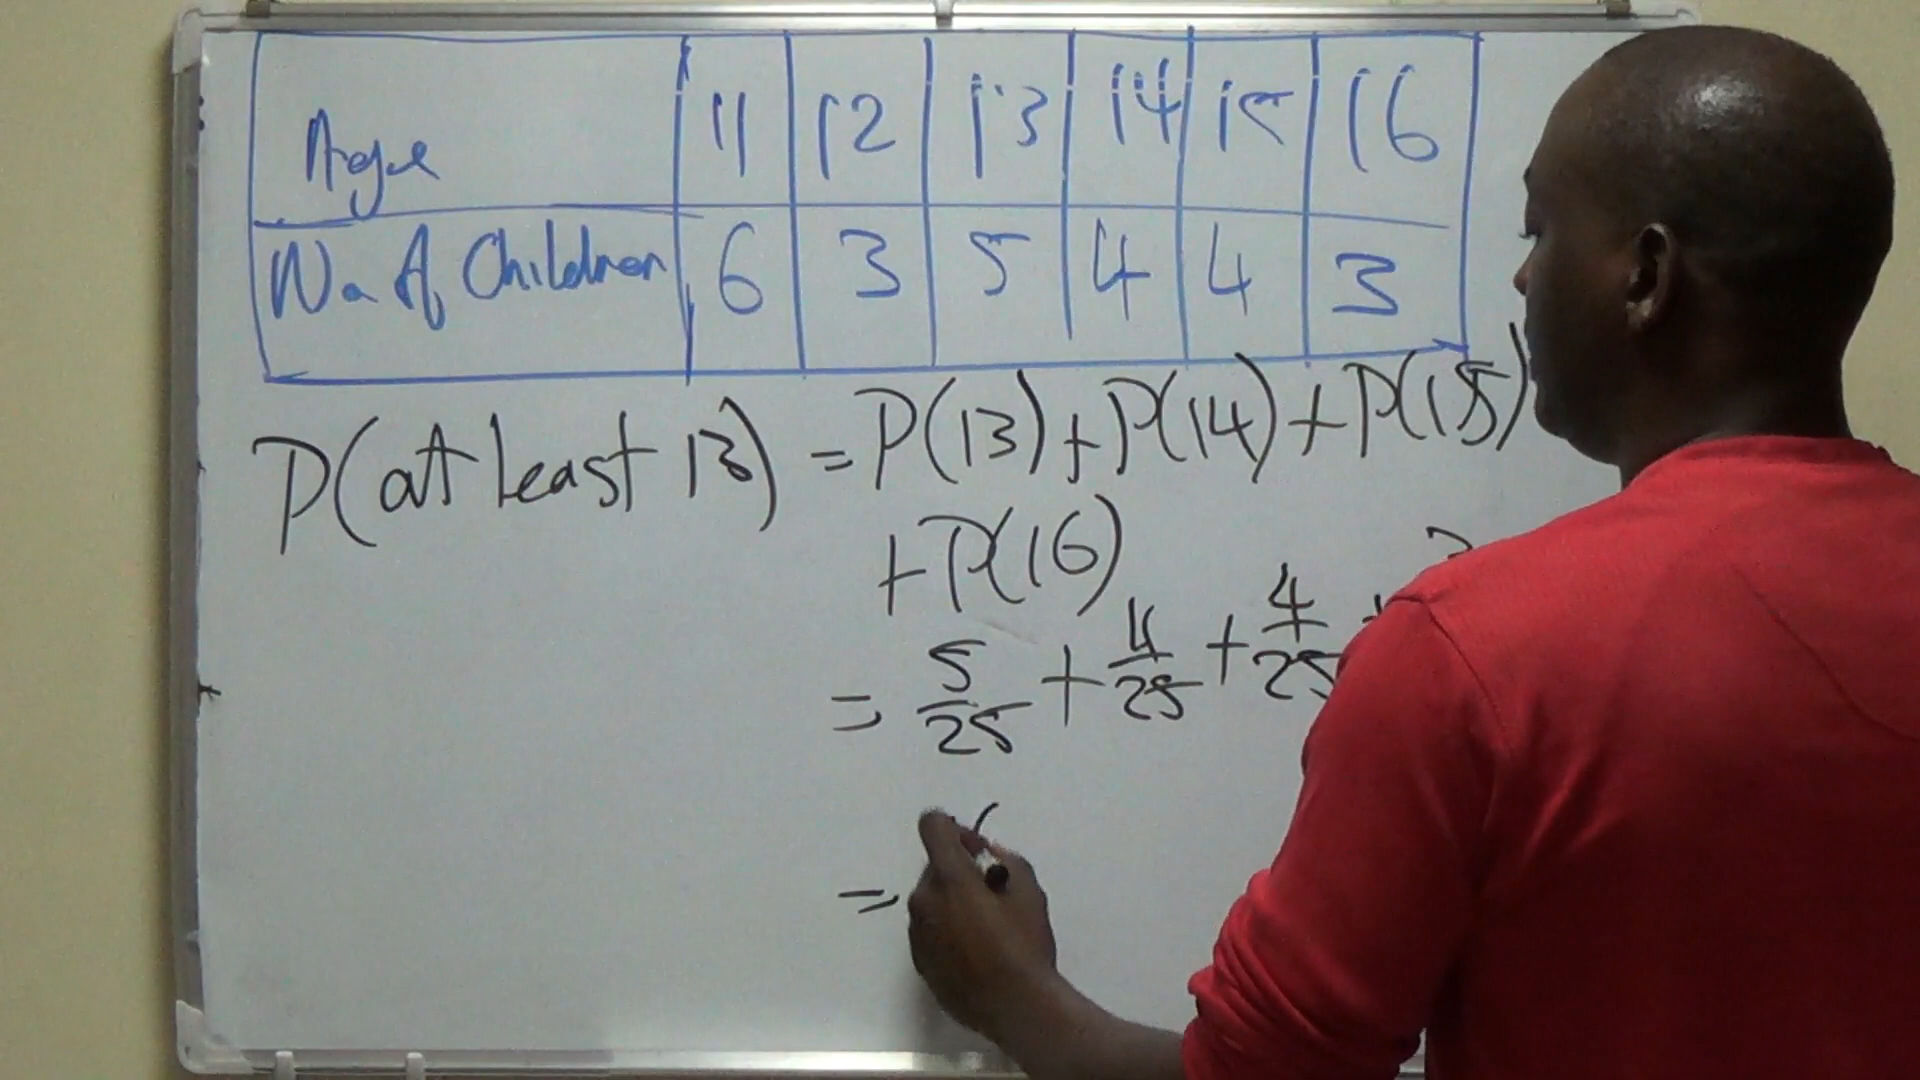 Age 11 12 13 14 15 16
No of Children 6 3 5 4 4 3
P(at least 13) = P(13) + P(14) + P(15)
+ P(16)
= 5/25 + 4/25 + 4/25 +
=